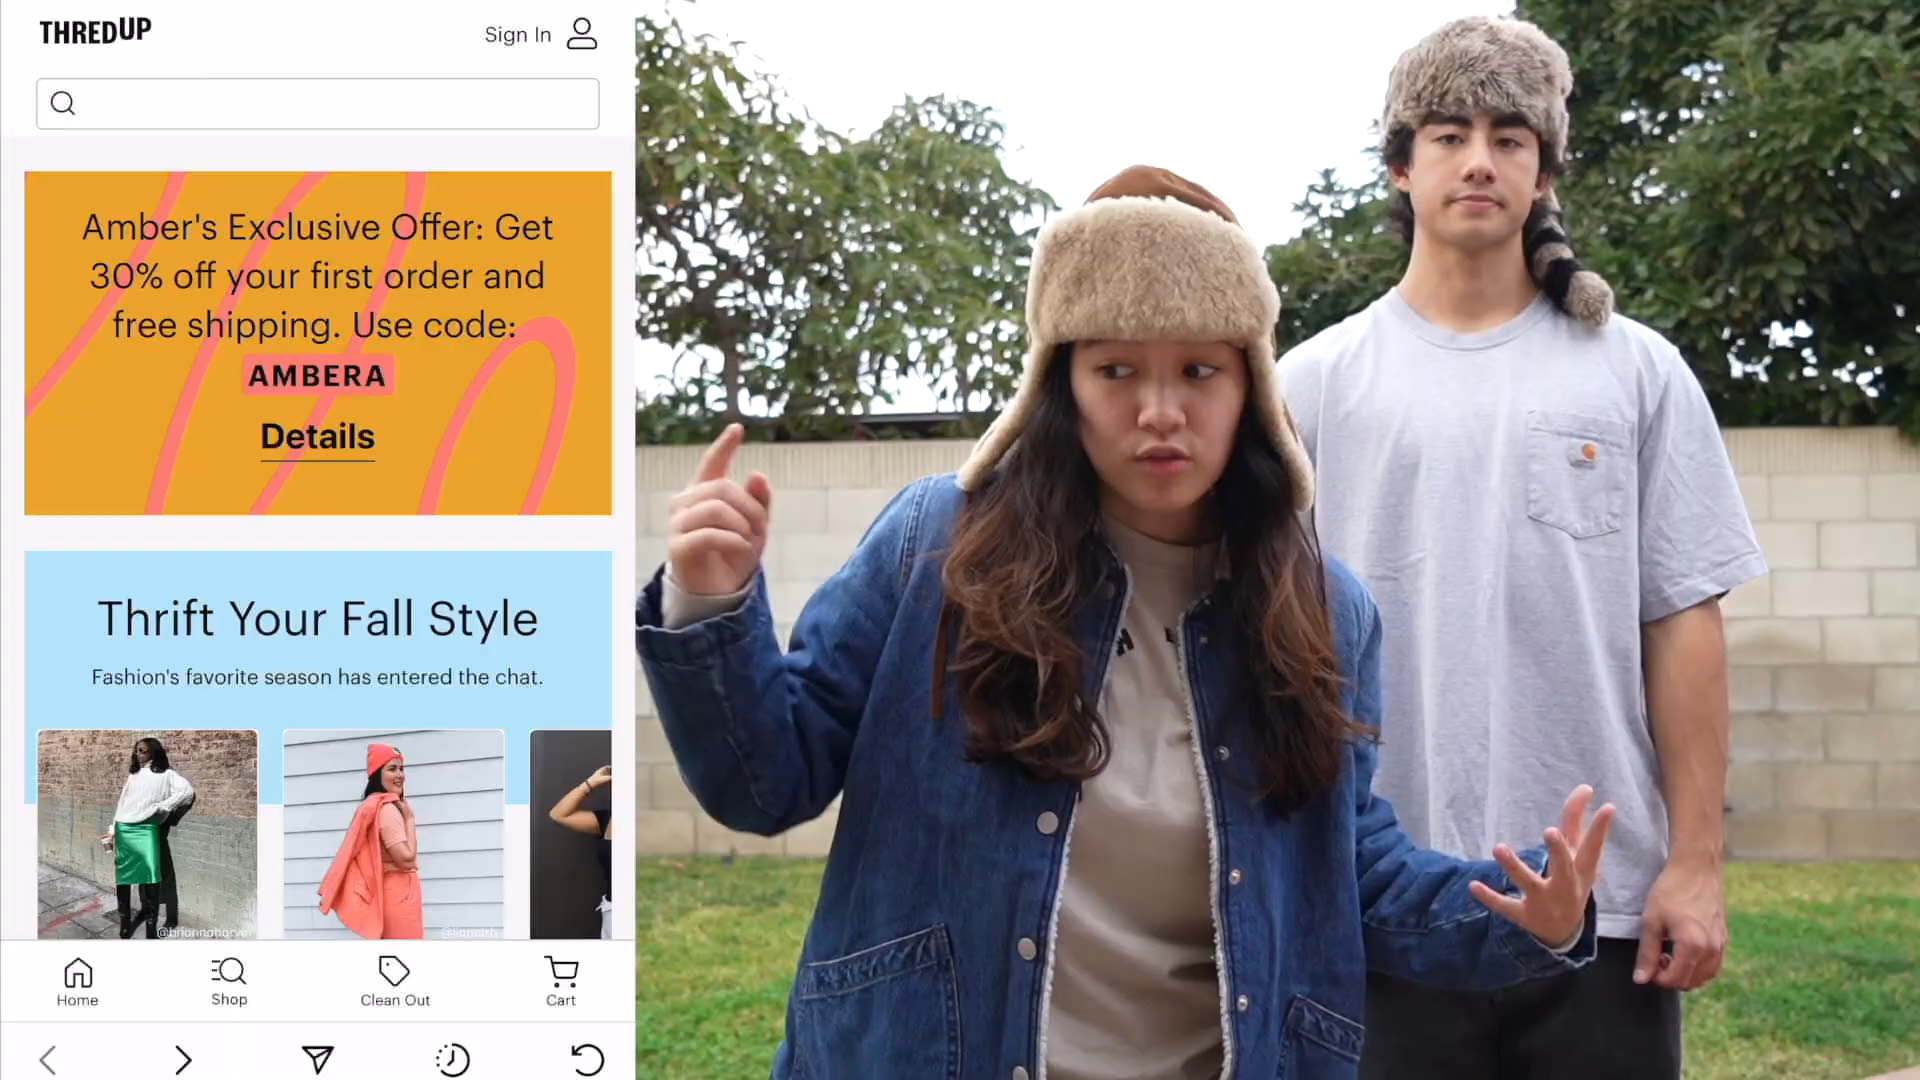 THREDUP
Sign In
Amber's Exclusive Offer: Get
30% off your first order and
free shipping. Use code:
AMBERA
Details
Thrift Your Fall Style
Fashion's favorite season has entered the chat.
Home
Shop
Clean Out
Cart